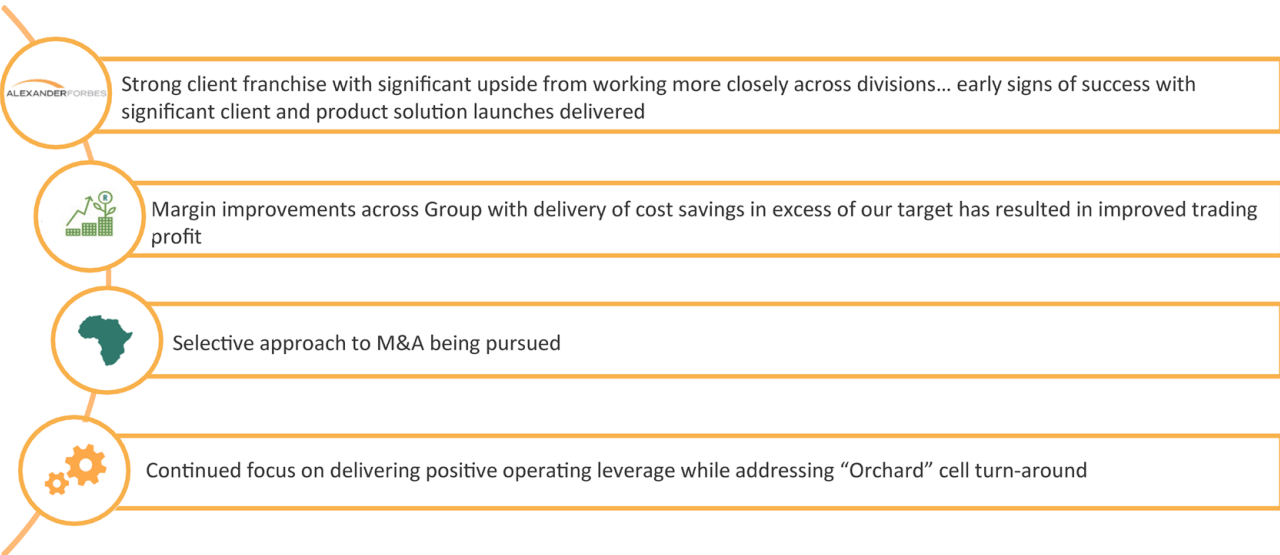 ALEXANDERFORBES
Strong client franchise with significant upside from working more closely across divisions… early signs of success with
significant client and product solution launches delivered
R
Margin improvements across Group with delivery of cost savings in excess of our target has resulted in improved trading
profit
Selective approach to M&A being pursued
Continued focus on delivering positive operating leverage while addressing “Orchard” cell turn-around